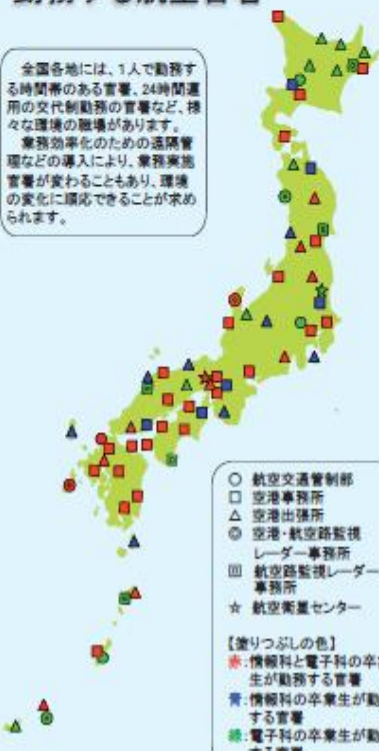 全国各地には、1人で勤務す
る時間帯のある官署、24時間運
用の交代制勤務の官署など、様
々な環境の職場があります。
業務効率化のための遠隔管
理などの導入により、業務実施
官署が変わることもあり、環境
の変化に順応できることが求め
られます。
○ 航空交通管制部
□ 空港事務所
△ 空港出張所
◎ 空港・航空路監視
レーダー事務所
回 航空路監視レーダー
事務所
☆ 航空衛星センター
【塗りつぶしの色】
赤:情報科と電子科の卒業
生が勤務する官署
青:情報科の卒業生が勤
する官署
緑:電子科の卒業生が勤